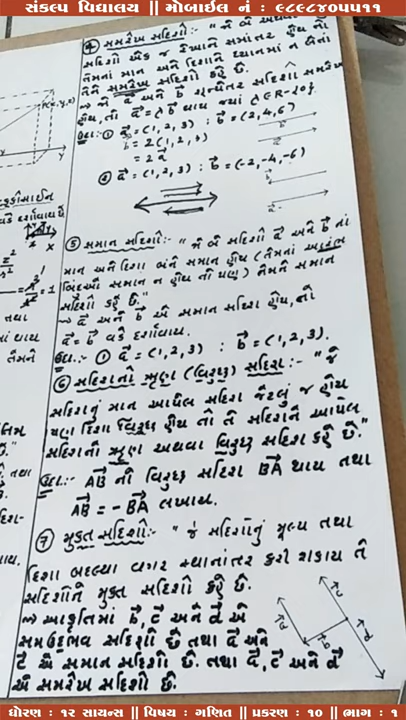 સંકલ્પ વિદ્યાલય || મોબાઈલ નં : ૯૮૯૮૪૦૫૫૧૧
④ સમરેખ સદિશો:- " જે બે અથવા
સદિશો એક જ રેખાને સમાંતર હોય તો
તેમનાં માન અને દિશાને ધ્યાનમાં ન લેતાં
તેને સમરેખ સદિશો કહે છે.
→ જો a⃗ અને b⃗ શૂન્યેતર સદિશો સમરેખ
હોય, તો a⃗ = λb⃗ થાય જ્યાં λ∈R-{0}.
ઉદા:- ① a⃗ = (1, 2, 3) ; b⃗ = (2, 4, 6)
b⃗ = 2(1, 2, 3)
= 2a⃗
② a⃗ = (1, 2, 3) ; b⃗ = (-2, -4, -6)
⑤ સમાન સદિશો:- " જો બે સદિશો a⃗ અને b⃗ નાં
માન અને દિશા બંને સમાન હોય (તેમનાં આરંભ
બિંદુઓ સમાન ન હોય તો પણ) તેમને સમાન
સદિશો કહે છે."
→ a⃗ અને b⃗ એ સમાન સદિશ હોય, તો
a⃗ = b⃗ વડે દર્શાવાય.
ઉદા:- ① a⃗ = (1, 2, 3) ; b⃗ = (1, 2, 3).
⑥ સદિશનો ઋણ (વિરુદ્ધ) સદિશ:- " જે
સદિશનું માન આપેલ સદિશ જેટલું જ હોય
પણ દિશા વિરુદ્ધ હોય તો તે સદિશને આપેલ
સદિશનો ઋણ અથવા વિરુદ્ધ સદિશ કહે છે."
ઉદા:- AB⃗ નો વિરુદ્ધ સદિશ BA⃗ થાય તથા
AB⃗ = -BA⃗ લખાય.
⑦ મુક્ત સદિશો:- " જે સદિશોનું મૂલ્ય તથા
દિશા બદલ્યા વગર સ્થાનાંતર કરી શકાય તે
સદિશોને મુક્ત સદિશો કહે છે.
→ આકૃતિમાં b⃗, c⃗ અને d⃗ એ
સમઉદ્ભવ સદિશો છે તથા a⃗ અને
c⃗ એ સમાન સદિશો છે. તથા a⃗, c⃗ અને d⃗
એ સમરેખ સદિશો છે.
ધોરણ : ૧૨ સાયન્સ || વિષય : ગણિત || પ્રકરણ : ૧૦ || ભાગ : ૧